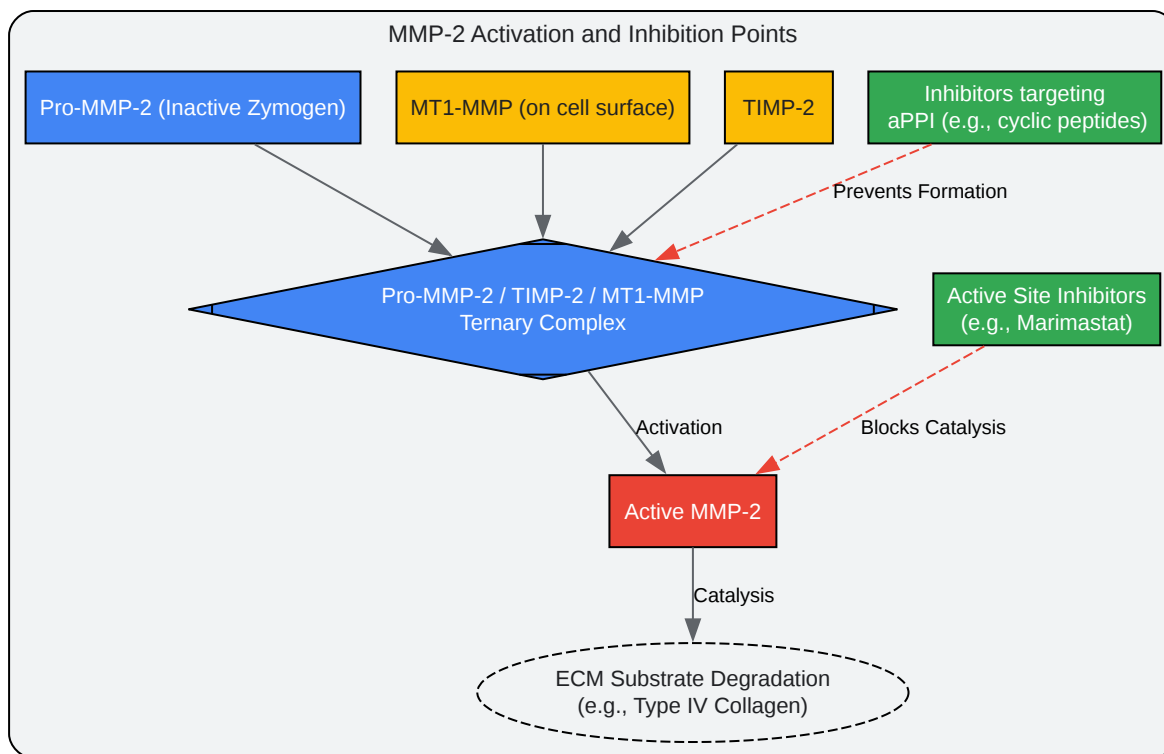 MMP-2 Activation and Inhibition Points
Pro-MMP-2 (Inactive Zymogen)
MT1-MMP (on cell surface)
TIMP-2
Inhibitors targeting
aPPI (e.g., cyclic peptides)
Prevents Formation
Pro-MMP-2 / TIMP-2 / MT1-MMP
Ternary Complex
Active Site Inhibitors
(e.g., Marimastat)
Activation
Blocks Catalysis
Active MMP-2
Catalysis
ECM Substrate Degradation
(e.g., Type IV Collagen)